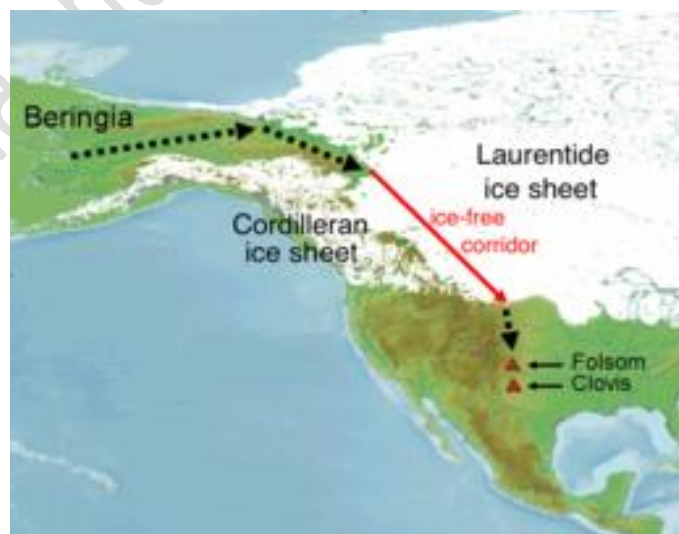 Beringia
Laurentide
ice sheet
ice-free
corridor
Cordilleran
ice sheet
Folsom
Clovis